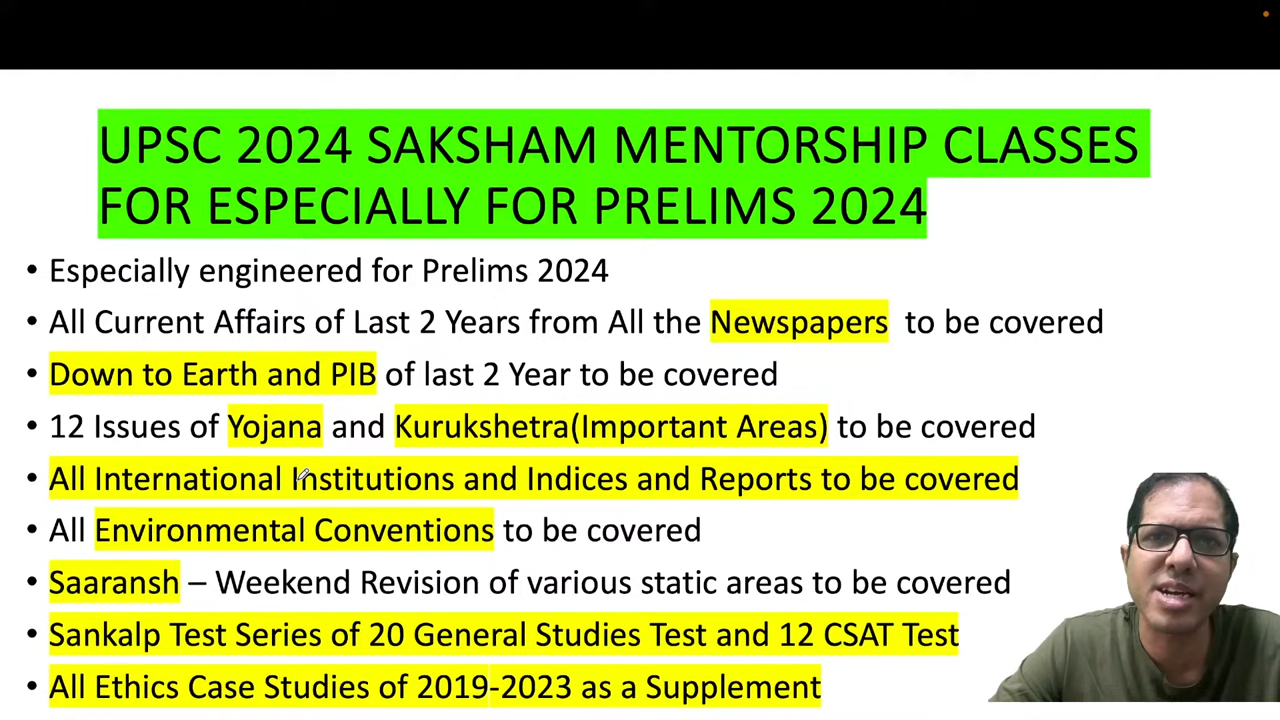 UPSC 2024 SAKSHAM MENTORSHIP CLASSES
FOR ESPECIALLY FOR PRELIMS 2024
• Especially engineered for Prelims 2024
• All Current Affairs of Last 2 Years from All the Newspapers to be covered
• Down to Earth and PIB of last 2 Year to be covered
• 12 Issues of Yojana and Kurukshetra(Important Areas) to be covered
• All International Institutions and Indices and Reports to be covered
• All Environmental Conventions to be covered
• Saaransh – Weekend Revision of various static areas to be covered
• Sankalp Test Series of 20 General Studies Test and 12 CSAT Test
• All Ethics Case Studies of 2019-2023 as a Supplement